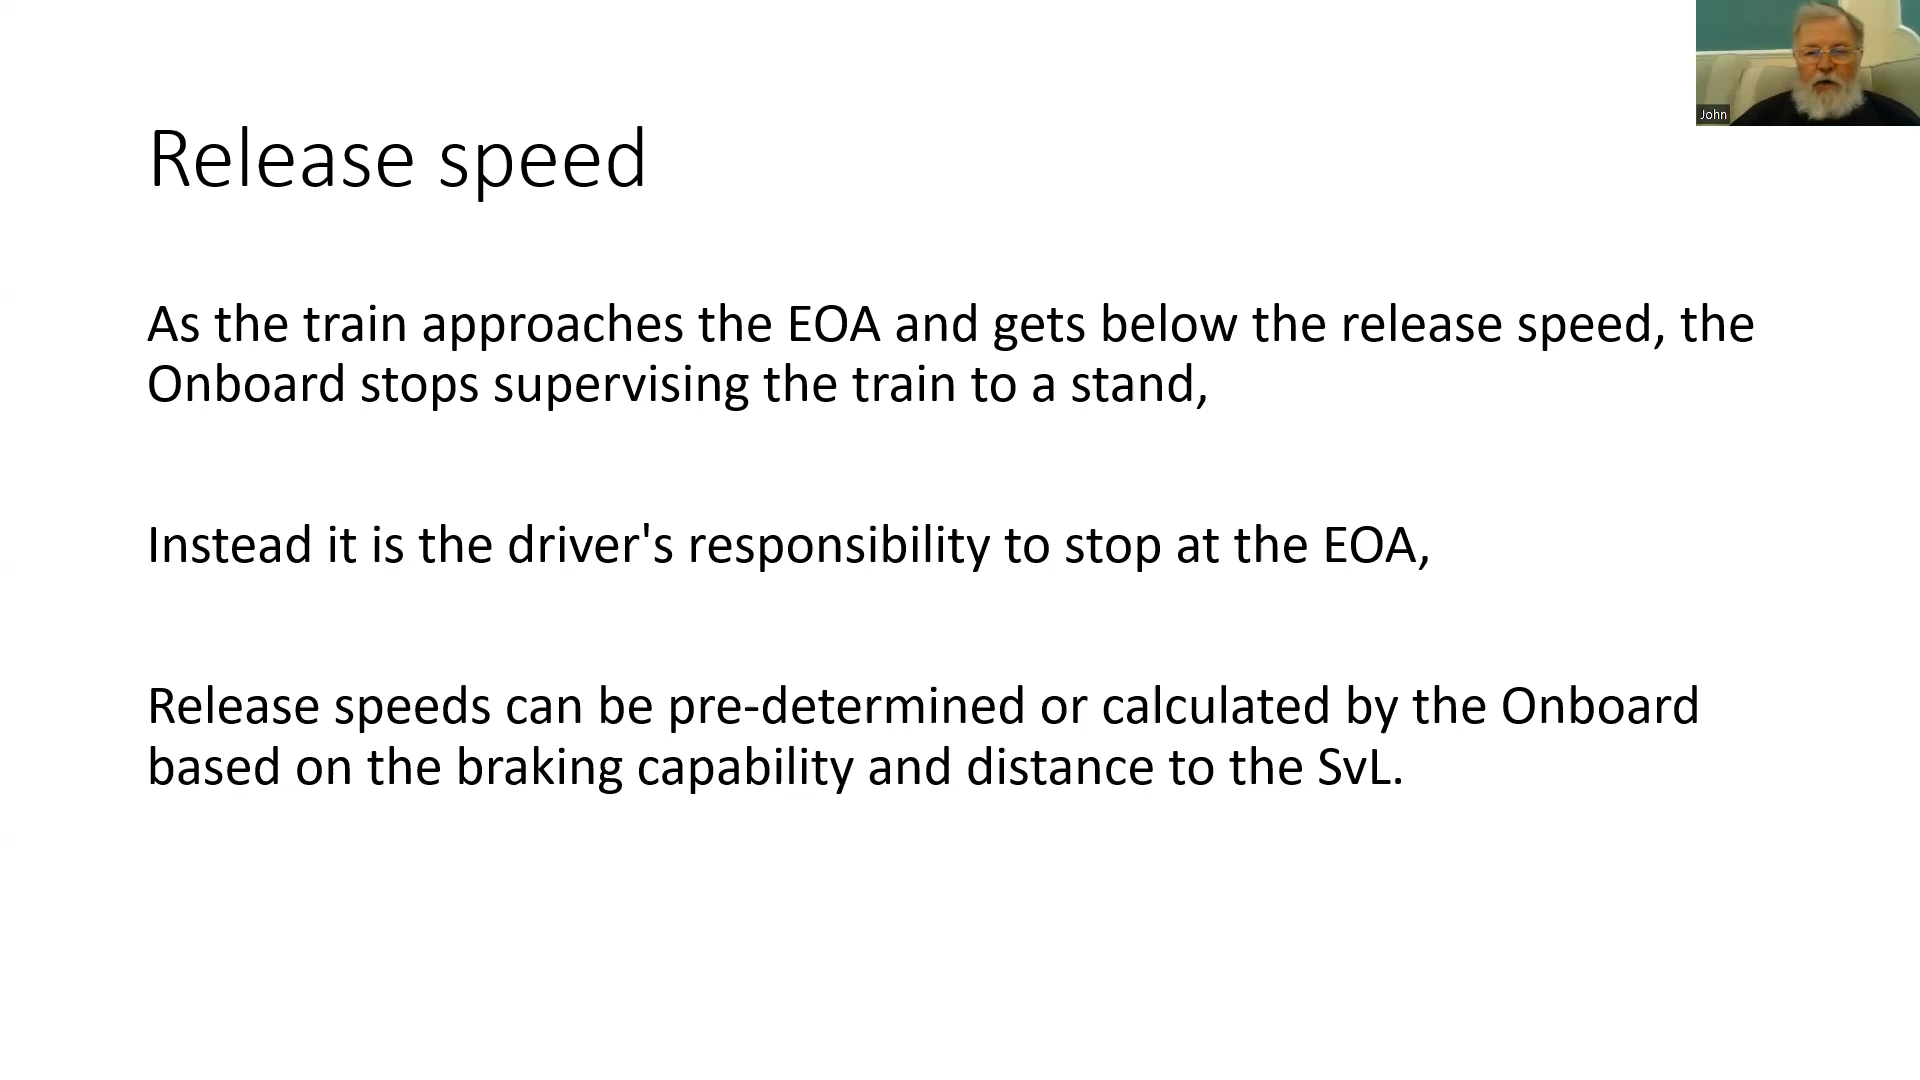 John
Release speed
As the train approaches the EOA and gets below the release speed, the
Onboard stops supervising the train to a stand,
Instead it is the driver's responsibility to stop at the EOA,
Release speeds can be pre-determined or calculated by the Onboard
based on the braking capability and distance to the SvL.